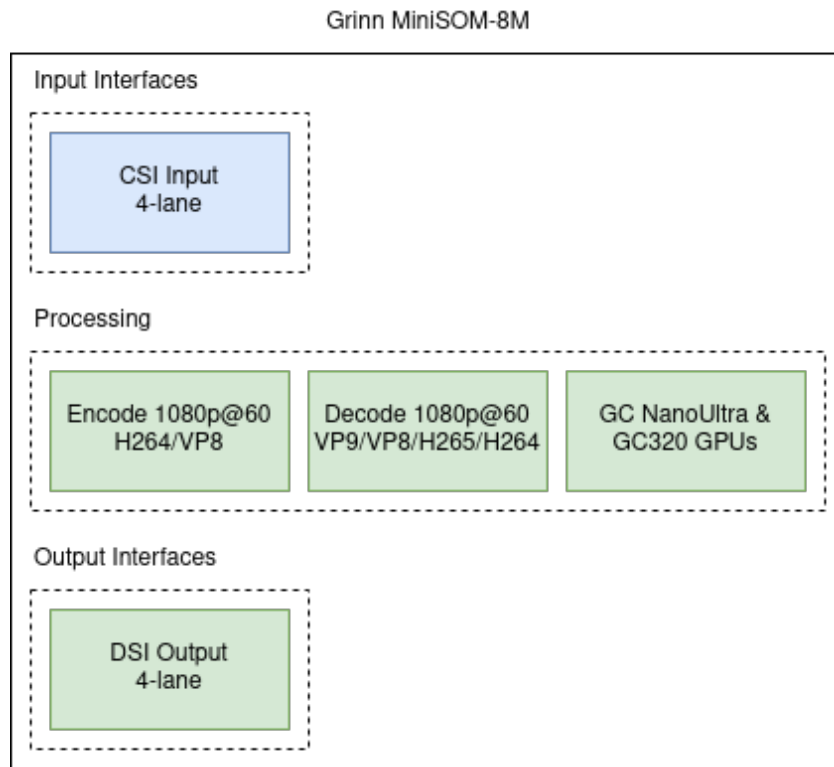 Grinn MiniSOM-8M
Input Interfaces
CSI Input
4-lane
Processing
Encode 1080p@60
H264/VP8
Decode 1080p@60
VP9/VP8/H265/H264
GC NanoUltra &
GC320 GPUs
Output Interfaces
DSI Output
4-lane